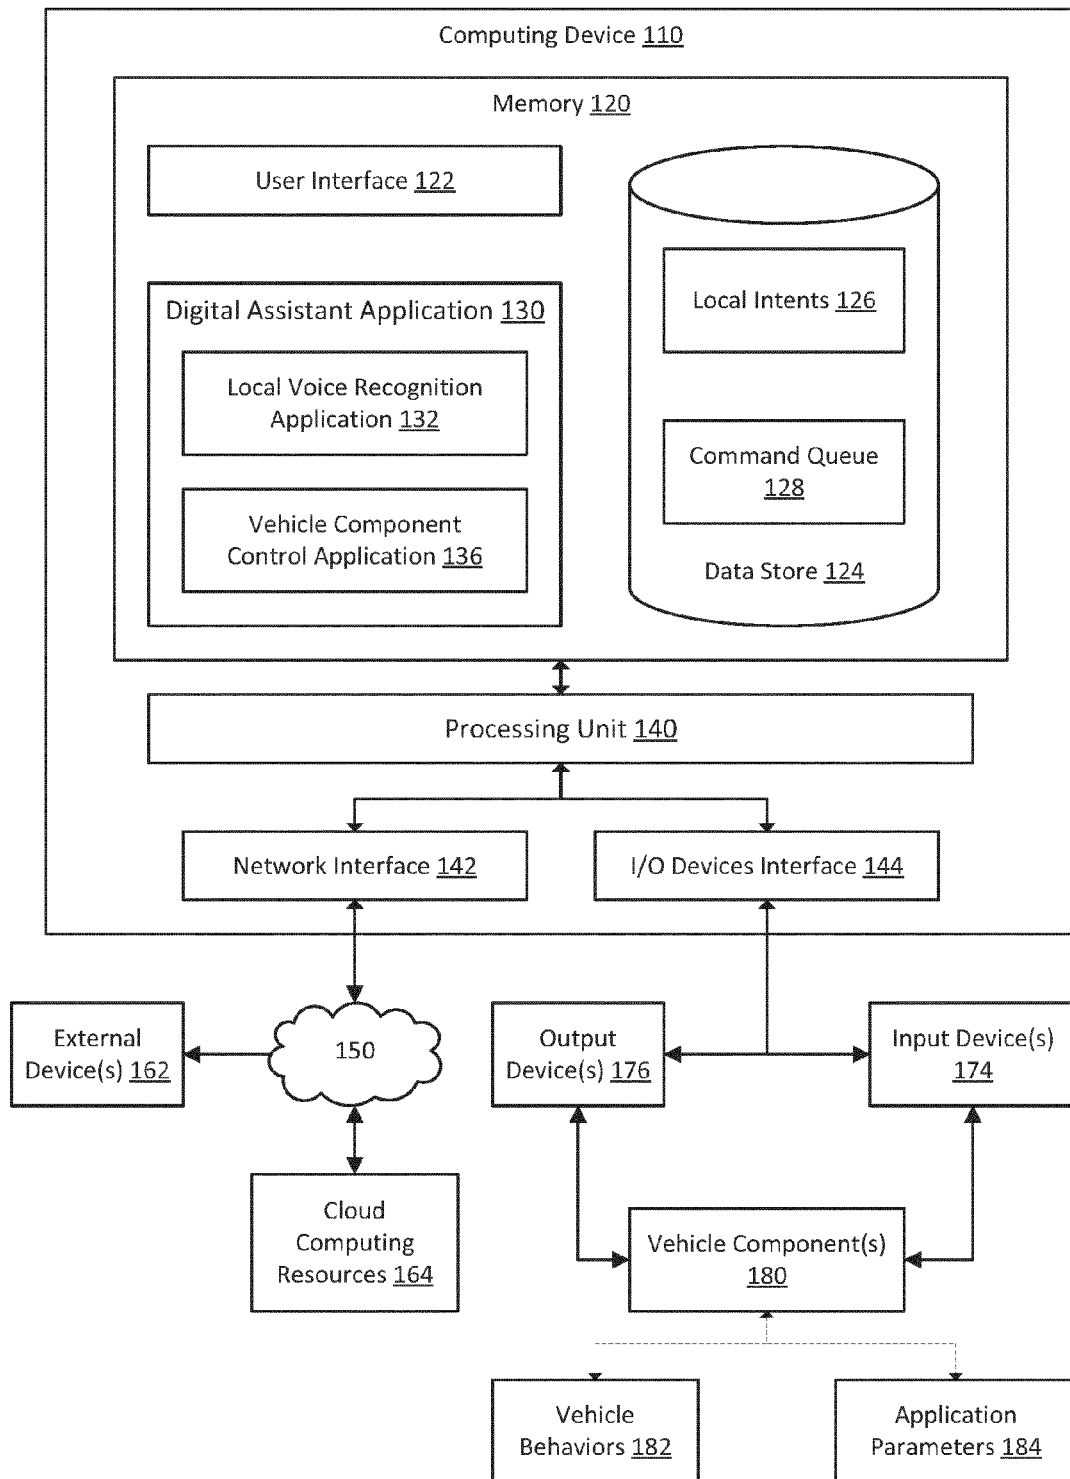 Computing Device 110
Memory 120
User Interface 122
Digital Assistant Application 130
Local Voice Recognition
Application 132
Vehicle Component
Control Application 136
Local Intents 126
Command Queue
128
Data Store 124
Processing Unit 140
Network Interface 142
I/O Devices Interface 144
External
Device(s) 162
150
Output
Device(s) 176
Input Device(s)
174
Cloud
Computing
Resources 164
Vehicle Component(s)
180
Vehicle
Behaviors 182
Application
Parameters 184